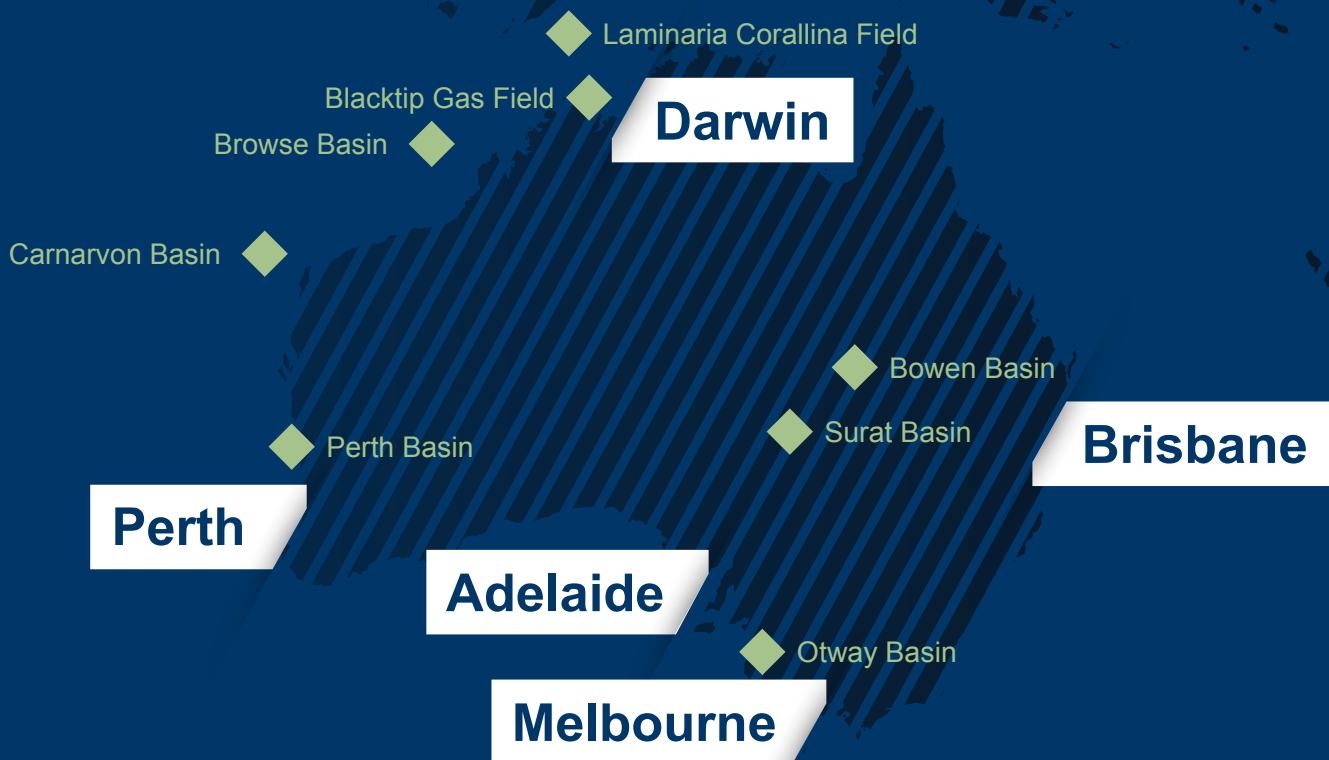 Laminaria Corallina Field
Blacktip Gas Field
Darwin
Browse Basin
Carnarvon Basin
Bowen Basin
Surat Basin
Brisbane
Perth Basin
Perth
Adelaide
Otway Basin
Melbourne